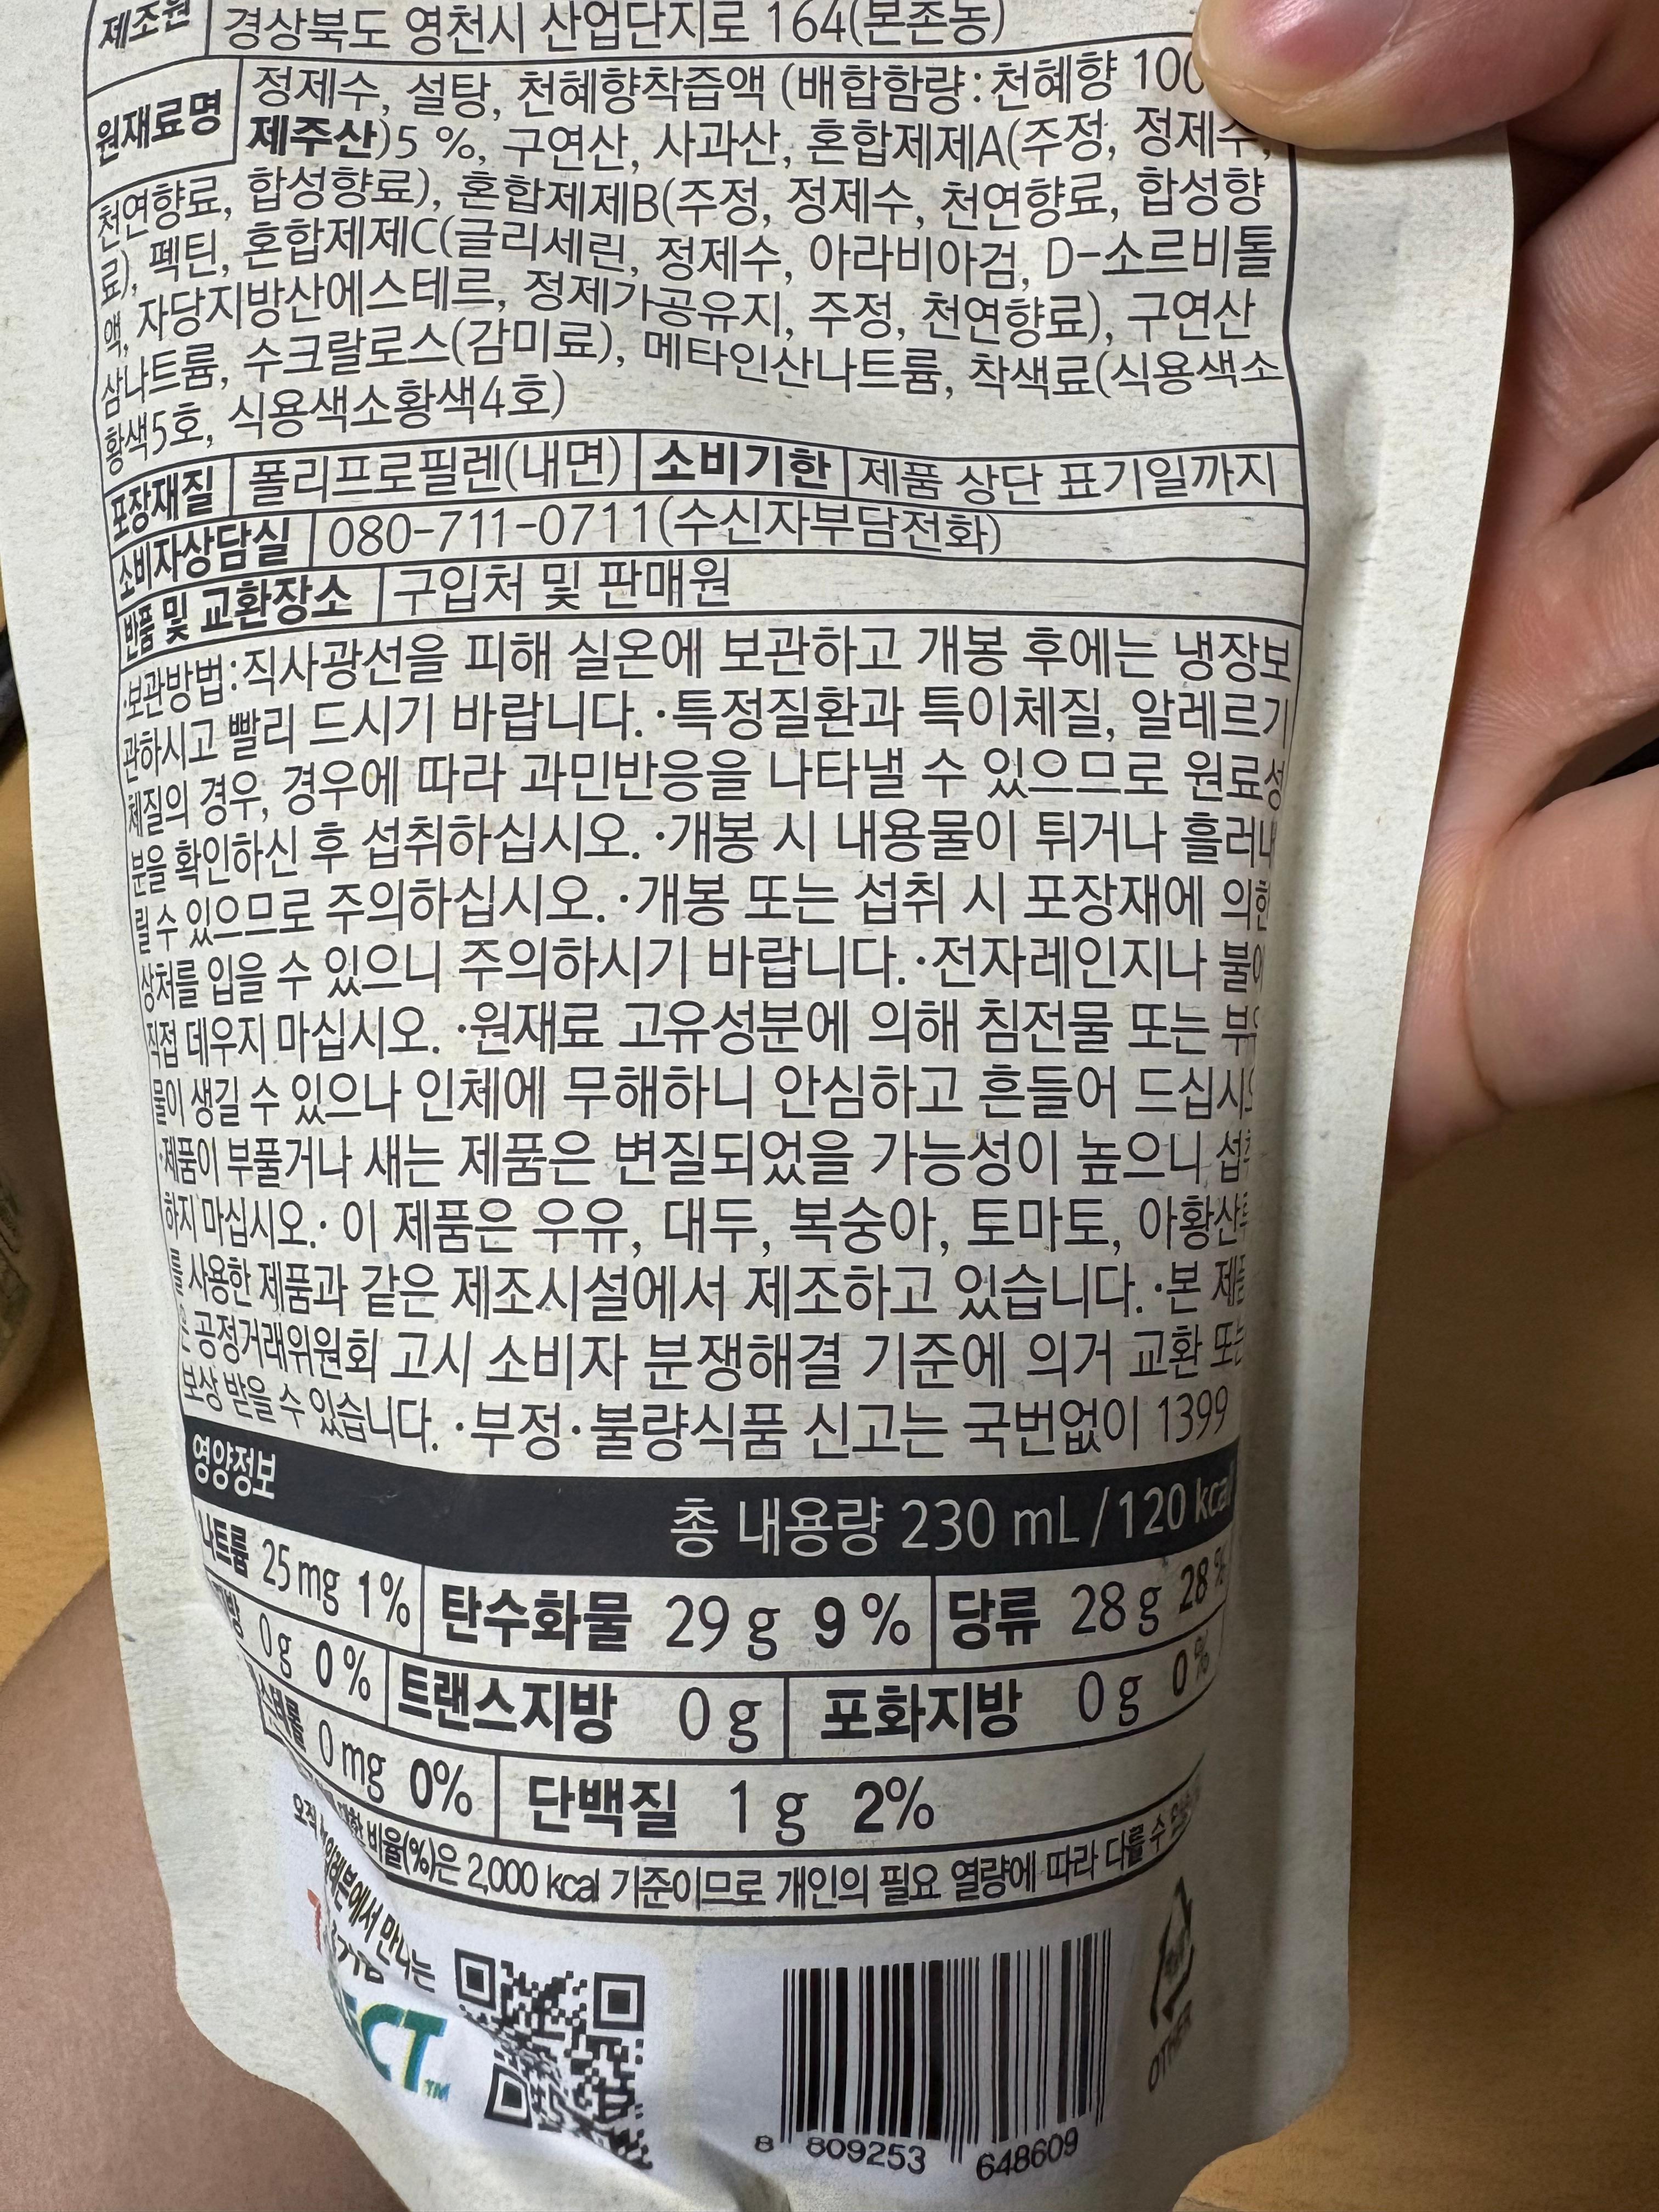 제조원 경상북도 영천시 산업단지로 164(본촌동)
원재료명 정제수, 설탕, 천혜향착즙액 (배합함량:천혜향 100
제주산)5 %, 구연산, 사과산, 혼합제제A(주정, 정제수,
천연향료, 합성향료), 혼합제제B(주정, 정제수, 천연향료, 합성향
료), 펙틴, 혼합제제C(글리세린, 정제수, 아라비아검, D-소르비톨
액, 자당지방산에스테르, 정제가공유지, 주정, 천연향료), 구연산
삼나트륨, 수크랄로스(감미료), 메타인산나트륨, 착색료(식용색소
황색5호, 식용색소황색4호)
포장재질 폴리프로필렌(내면) 소비기한 제품 상단 표기일까지
소비자상담실 080-711-0711(수신자부담전화)
반품 및 교환장소 구입처 및 판매원
·보관방법:직사광선을 피해 실온에 보관하고 개봉 후에는 냉장보
관하시고 빨리 드시기 바랍니다. ·특정질환과 특이체질, 알레르기
체질의 경우, 경우에 따라 과민반응을 나타낼 수 있으므로 원료성
분을 확인하신 후 섭취하십시오. ·개봉 시 내용물이 튀거나 흘러내
릴 수 있으므로 주의하십시오. ·개봉 또는 섭취 시 포장재에 의한
상처를 입을 수 있으니 주의하시기 바랍니다. ·전자레인지나 불에
직접 데우지 마십시오. ·원재료 고유성분에 의해 침전물 또는 부유
물이 생길 수 있으나 인체에 무해하니 안심하고 흔들어 드십시오
·제품이 부풀거나 새는 제품은 변질되었을 가능성이 높으니 섭취
하지 마십시오.· 이 제품은 우유, 대두, 복숭아, 토마토, 아황산류
를 사용한 제품과 같은 제조시설에서 제조하고 있습니다. ·본 제품
은 공정거래위원회 고시 소비자 분쟁해결 기준에 의거 교환 또는
보상 받을 수 있습니다. ·부정·불량식품 신고는 국번없이 1399
영양정보 총 내용량 230 mL / 120 kcal
나트륨 25 mg 1% 탄수화물 29 g 9 % 당류 28 g 28 %
지방 0 g 0 % 트랜스지방 0 g 포화지방 0 g 0 %
0 mg 0% 단백질 1 g 2%
대한 비율(%)은 2,000 kcal 기준이므로 개인의 필요 열량에 따라 다를 수
오직 에서 만나는
즐거움
7
OTHER
8 809253 648609